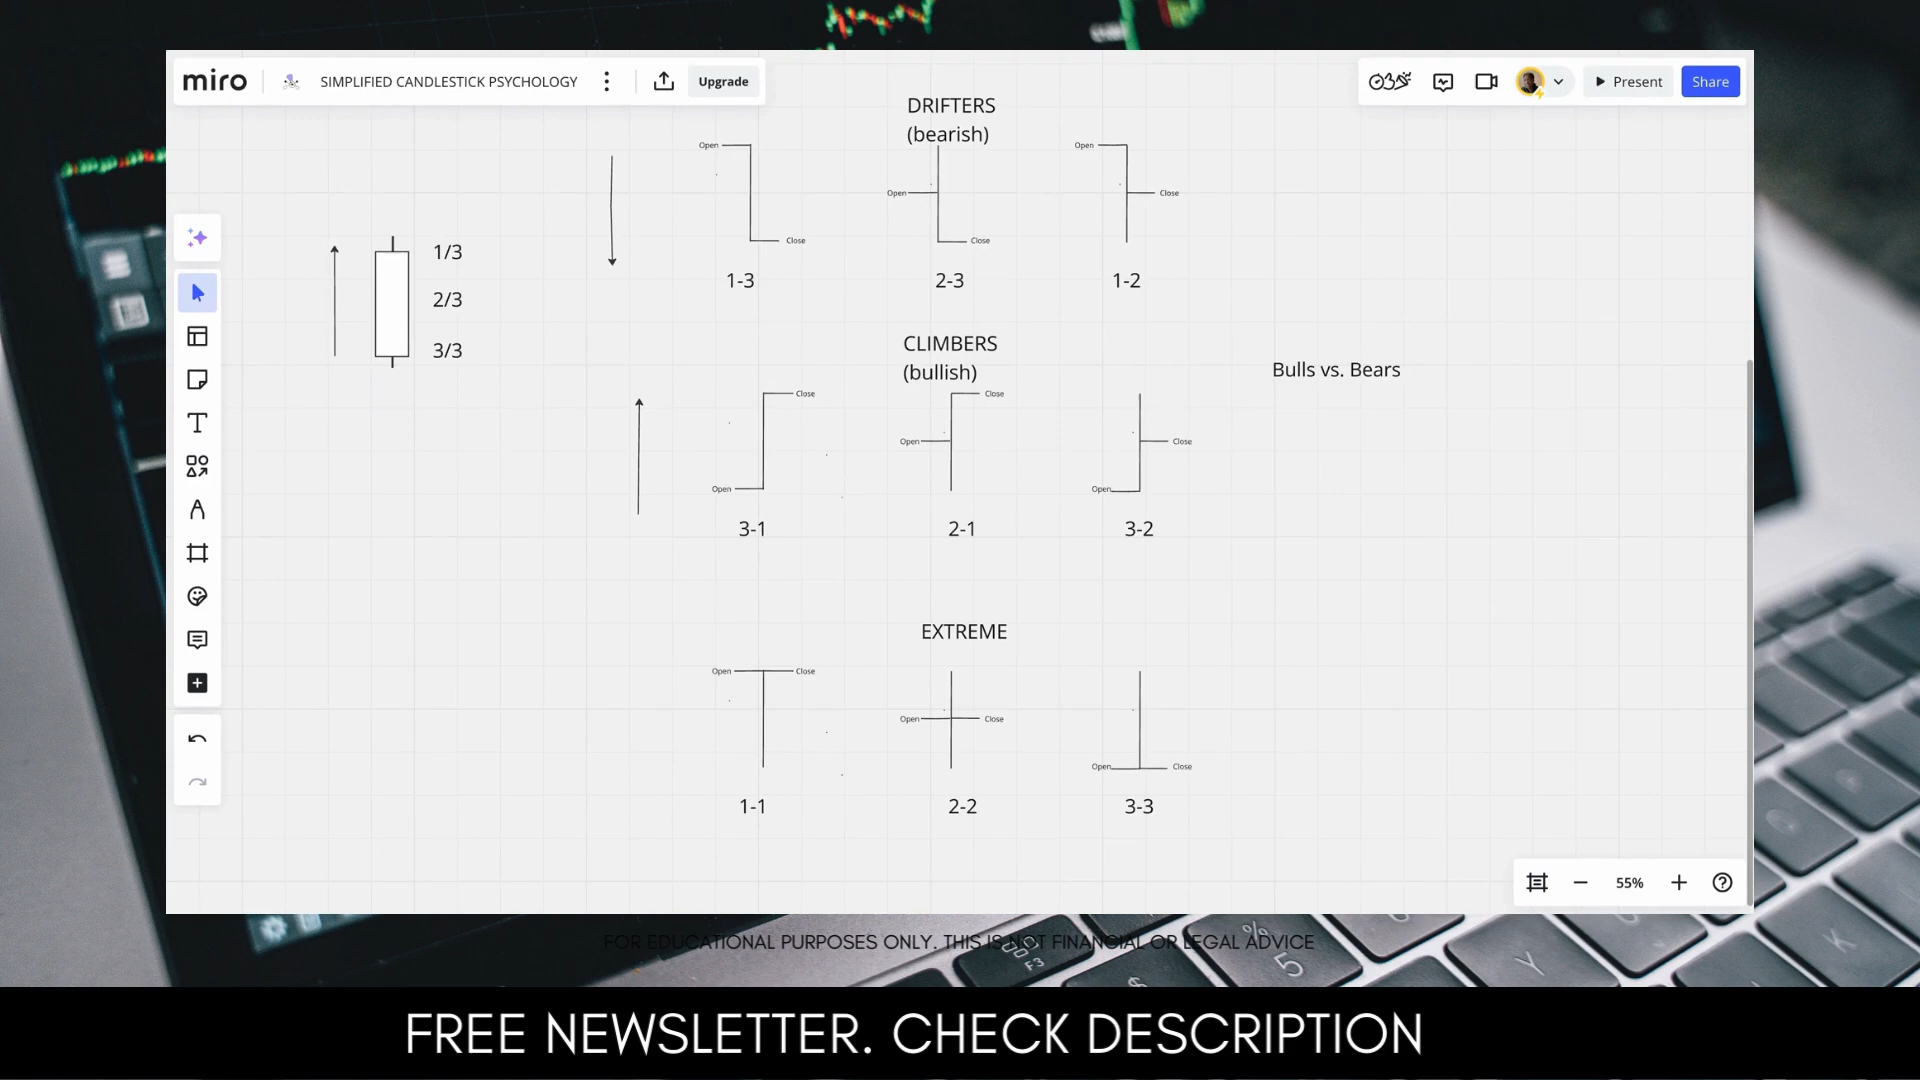 miro
SIMPLIFIED CANDLESTICK PSYCHOLOGY
Upgrade
Present
Share
DRIFTERS
(bearish)
Open
Close
1-3
Open
Close
2-3
Open
Close
1-2
1/3
2/3
3/3
CLIMBERS
(bullish)
Bulls vs. Bears
Close
Open
3-1
Close
Open
2-1
Close
Open
3-2
EXTREME
Open
Close
1-1
Open
Close
2-2
Open
Close
3-3
55%
FOR EDUCATIONAL PURPOSES ONLY. THIS IS NOT FINANCIAL OR LEGAL ADVICE
F3
%
5
$
Y
K
FREE NEWSLETTER. CHECK DESCRIPTION